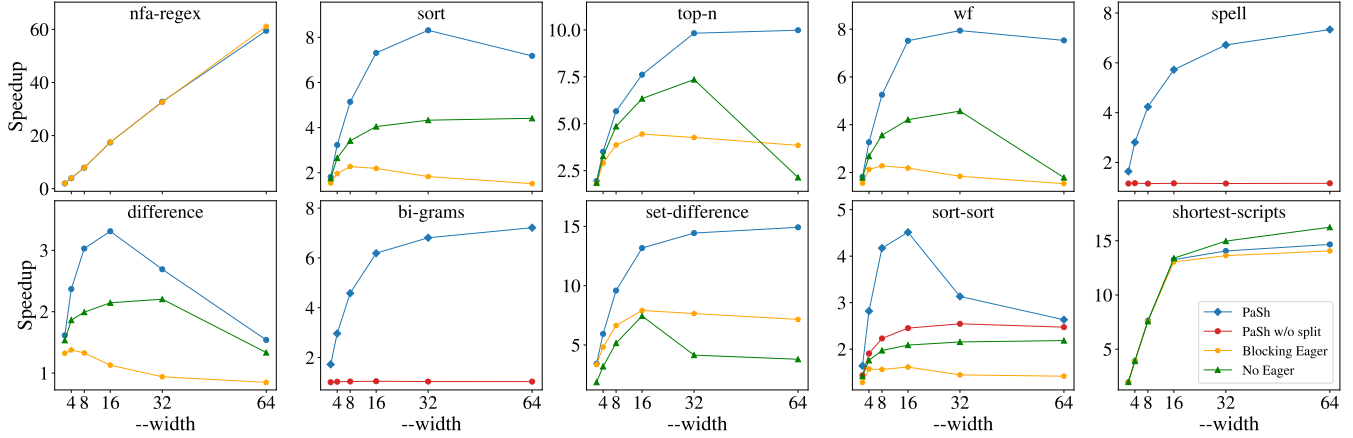 nfa-regex
sort
top-n
wf
spell
Speedup
60
40
20
0
8
6
4
2
10.0
7.5
5.0
2.5
8
6
4
2
8
6
4
2
difference
bi-grams
set-difference
sort-sort
shortest-scripts
Speedup
3
2
1
8
6
4
2
15
10
5
5
4
3
2
15
10
5
PaSh
PaSh w/o split
Blocking Eager
No Eager
4 8 16 32 64
4 8 16 32 64
4 8 16 32 64
4 8 16 32 64
4 8 16 32 64
--width
--width
--width
--width
--width